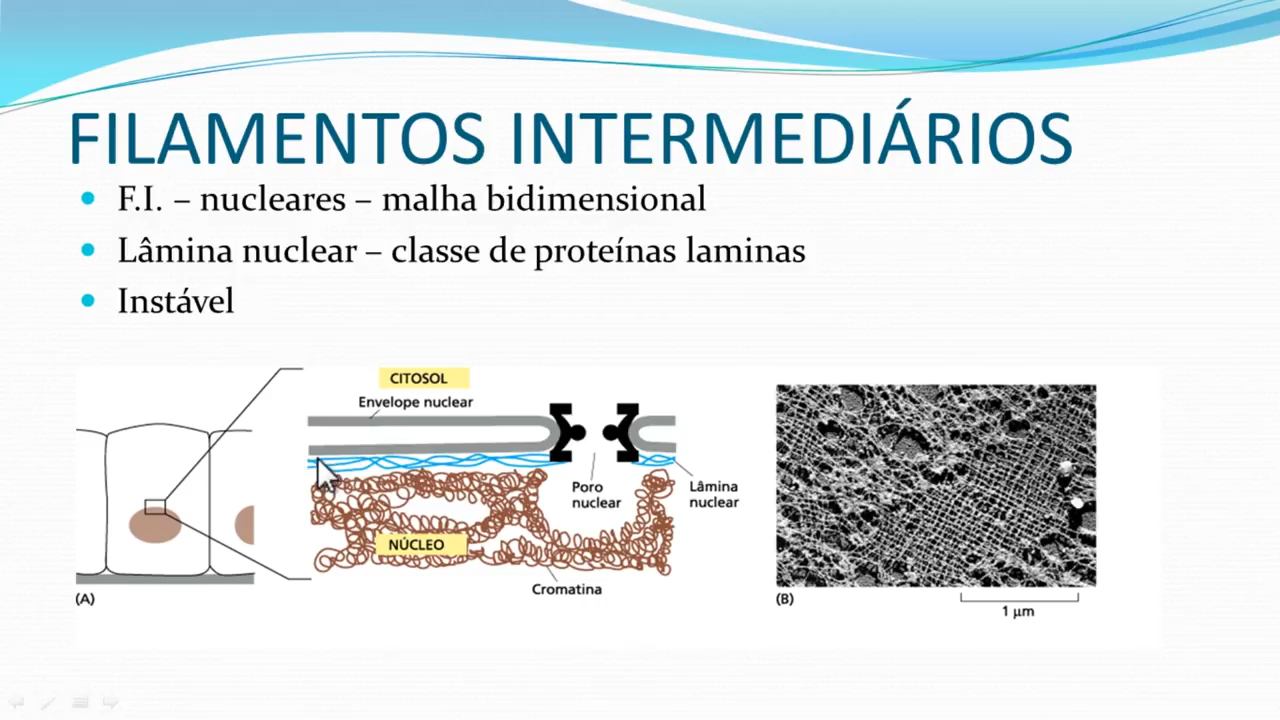 FILAMENTOS INTERMEDIÁRIOS
F.I. – nucleares – malha bidimensional
Lâmina nuclear – classe de proteínas laminas
Instável
CITOSOL
Envelope nuclear
Poro
nuclear
Lâmina
nuclear
NÚCLEO
Cromatina
(A)
(B)
1 μm